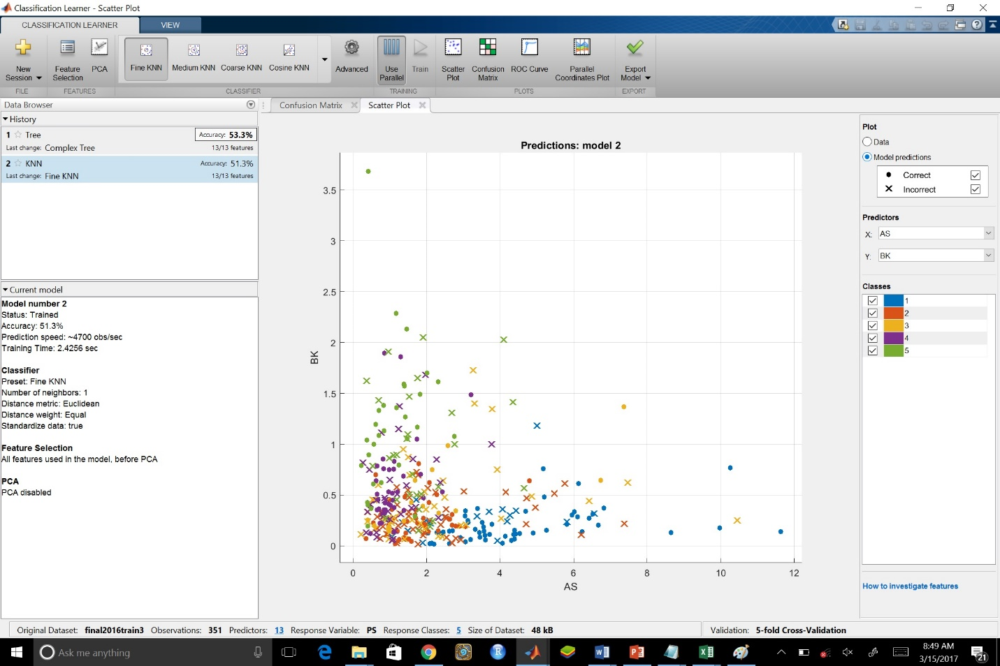 Classification Learner - Scatter Plot
CLASSIFICATION LEARNER
VIEW
New Session
Feature Selection
PCA
Fine KNN
Medium KNN
Coarse KNN
Cosine KNN
Advanced
Use Parallel
Train
Scatter Plot
Confusion Matrix
ROC Curve
Parallel Coordinates Plot
Export Model
FILE
FEATURES
CLASSIFIER
TRAINING
PLOTS
EXPORT
Data Browser
History
1 Tree Accuracy: 53.3%
Last change: Complex Tree 13/13 features
2 KNN Accuracy: 51.3%
Last change: Fine KNN 13/13 features
Current model
Model number 2
Status: Trained
Accuracy: 51.3%
Prediction speed: ~4700 obs/sec
Training Time: 2.4256 sec
Classifier
Preset: Fine KNN
Number of neighbors: 1
Distance metric: Euclidean
Distance weight: Equal
Standardize data: true
Feature Selection
All features used in the model, before PCA
PCA
PCA disabled
Confusion Matrix
Scatter Plot
Predictions: model 2
3.5
3
2.5
2
1.5
1
0.5
0
BK
0 2 4 6 8 10 12
AS
Plot
Data
Model predictions
Correct
Incorrect
Predictors
X: AS
Y: BK
Classes
1
2
3
4
5
How to investigate features
Original Dataset: final2016train3 Observations: 351 Predictors: 13 Response Variable: PS Response Classes: 5 Size of Dataset: 48 kB
Validation: 5-fold Cross-Validation
Ask me anything
8:49 AM
3/15/2017
21